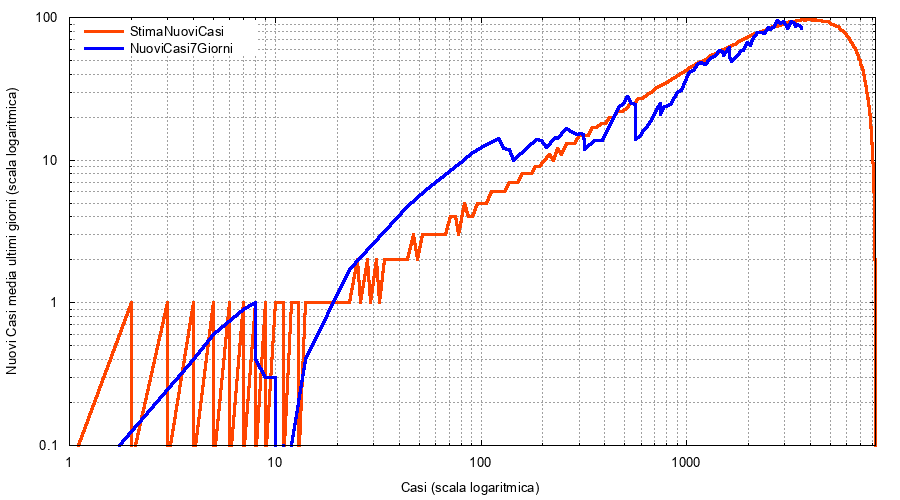 100
StimaNuoviCasi
NuoviCasi7Giorni
10
1
0.1
Nuovi Casi media ultimi giorni (scala logaritmica)
1
10
100
1000
Casi (scala logaritmica)